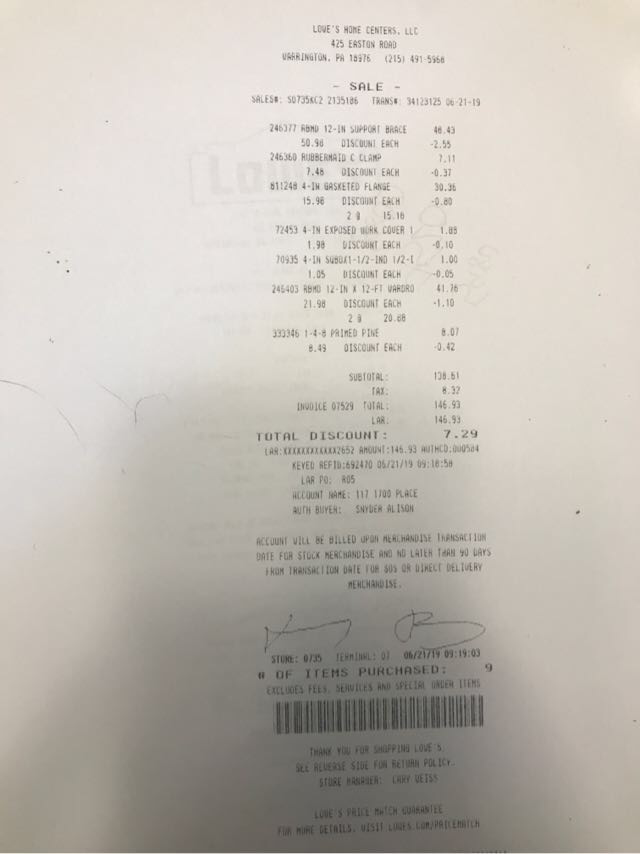 LOWE'S HOME CENTERS, LLC
425 EASTON ROAD
WARRINGTON, PA 18976 (215) 491-5968
- SALE -
SALES#: SD735KC2 2135186 TRANS#: 34123125 06-21-19
246377 RBMD 12-IN SUPPORT BRACE 48.43
50.98 DISCOUNT EACH -2.55
246360 RUBBERMAID C CLAMP 7.11
7.48 DISCOUNT EACH -0.37
811248 4-IN GASKETED FLANGE 30.36
15.98 DISCOUNT EACH -0.80
2 @ 15.18
72453 4-IN EXPOSED WORK COVER 1 1.88
1.98 DISCOUNT EACH -0.10
70935 4-IN SQBOX1-1/2-IND 1/2-I 1.00
1.05 DISCOUNT EACH -0.05
246403 RBMD 12-IN X 12-FT WARDRO 41.76
21.98 DISCOUNT EACH -1.10
2 @ 20.88
333346 1-4-8 PRIMED PINE 8.07
8.49 DISCOUNT EACH -0.42
SUBTOTAL: 138.61
TAX: 8.32
INVOICE 07529 TOTAL: 146.93
LAR: 146.93
TOTAL DISCOUNT: 7.29
LAR:XXXXXXXXXXXX2652 AMOUNT:146.93 AUTHCD:000584
KEYED REFID:692470 06/21/19 09:18:58
LAR PO: R05
ACCOUNT NAME: 117 1700 PLACE
AUTH BUYER: SNYDER ALISON
ACCOUNT WILL BE BILLED UPON MERCHANDISE TRANSACTION
DATE FOR STOCK MERCHANDISE AND NO LATER THAN 90 DAYS
FROM TRANSACTION DATE FOR SOS OR DIRECT DELIVERY
MERCHANDISE.
STORE: 0735 TERMINAL: 07 06/21/19 09:19:03
# OF ITEMS PURCHASED: 9
EXCLUDES FEES, SERVICES AND SPECIAL ORDER ITEMS
THANK YOU FOR SHOPPING LOWE'S.
SEE REVERSE SIDE FOR RETURN POLICY.
STORE MANAGER: LARY WEISS
LOWE'S PRICE MATCH GUARANTEE
FOR MORE DETAILS, VISIT LOWES.COM/PRICEMATCH